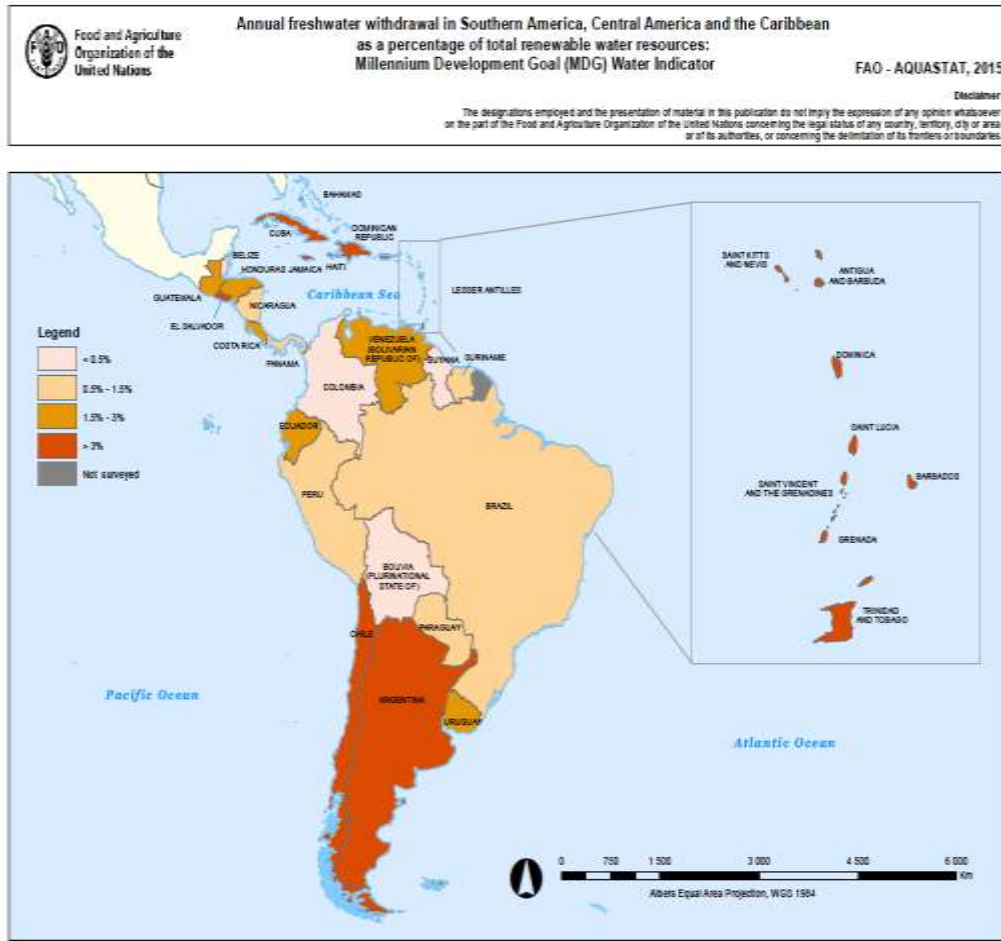 Food and Agriculture
Organization of the
United Nations
Annual freshwater withdrawal in Southern America, Central America and the Caribbean
as a percentage of total renewable water resources:
Millennium Development Goal (MDG) Water Indicator
FAO - AQUASTAT, 2015
Disclaimer
The designations employed and the presentation of material in this publication do not imply the expression of any opinion whatsoever
on the part of the Food and Agriculture Organization of the United Nations concerning the legal status of any country, territory, city or area
or of its authorities, or concerning the delimitation of its frontiers or boundaries.
BAHAMAS
CUBA
DOMINICAN
REPUBLIC
BELIZE
HONDURAS
JAMAICA
HAITI
GUATEMALA
Caribbean Sea
LESSER ANTILLES
NICARAGUA
EL SALVADOR
COSTA RICA
PANAMA
VENEZUELA
(BOLIVARIAN
REPUBLIC OF)
GUYANA
SURINAME
COLOMBIA
ECUADOR
PERU
BRAZIL
BOLIVIA
(PLURINATIONAL
STATE OF)
PARAGUAY
CHILE
ARGENTINA
URUGUAY
Pacific Ocean
Atlantic Ocean
Legend
< 0.5%
0.5% - 1.5%
1.5% - 3%
> 3%
Not surveyed
SAINT KITTS
AND NEVIS
ANTIGUA
AND BARBUDA
DOMINICA
SAINT LUCIA
SAINT VINCENT
AND THE GRENADINES
BARBADOS
GRENADA
TRINIDAD
AND TOBAGO
0 750 1 500 3 000 4 500 6 000
Km
Albers Equal Area Projection, WGS 1984